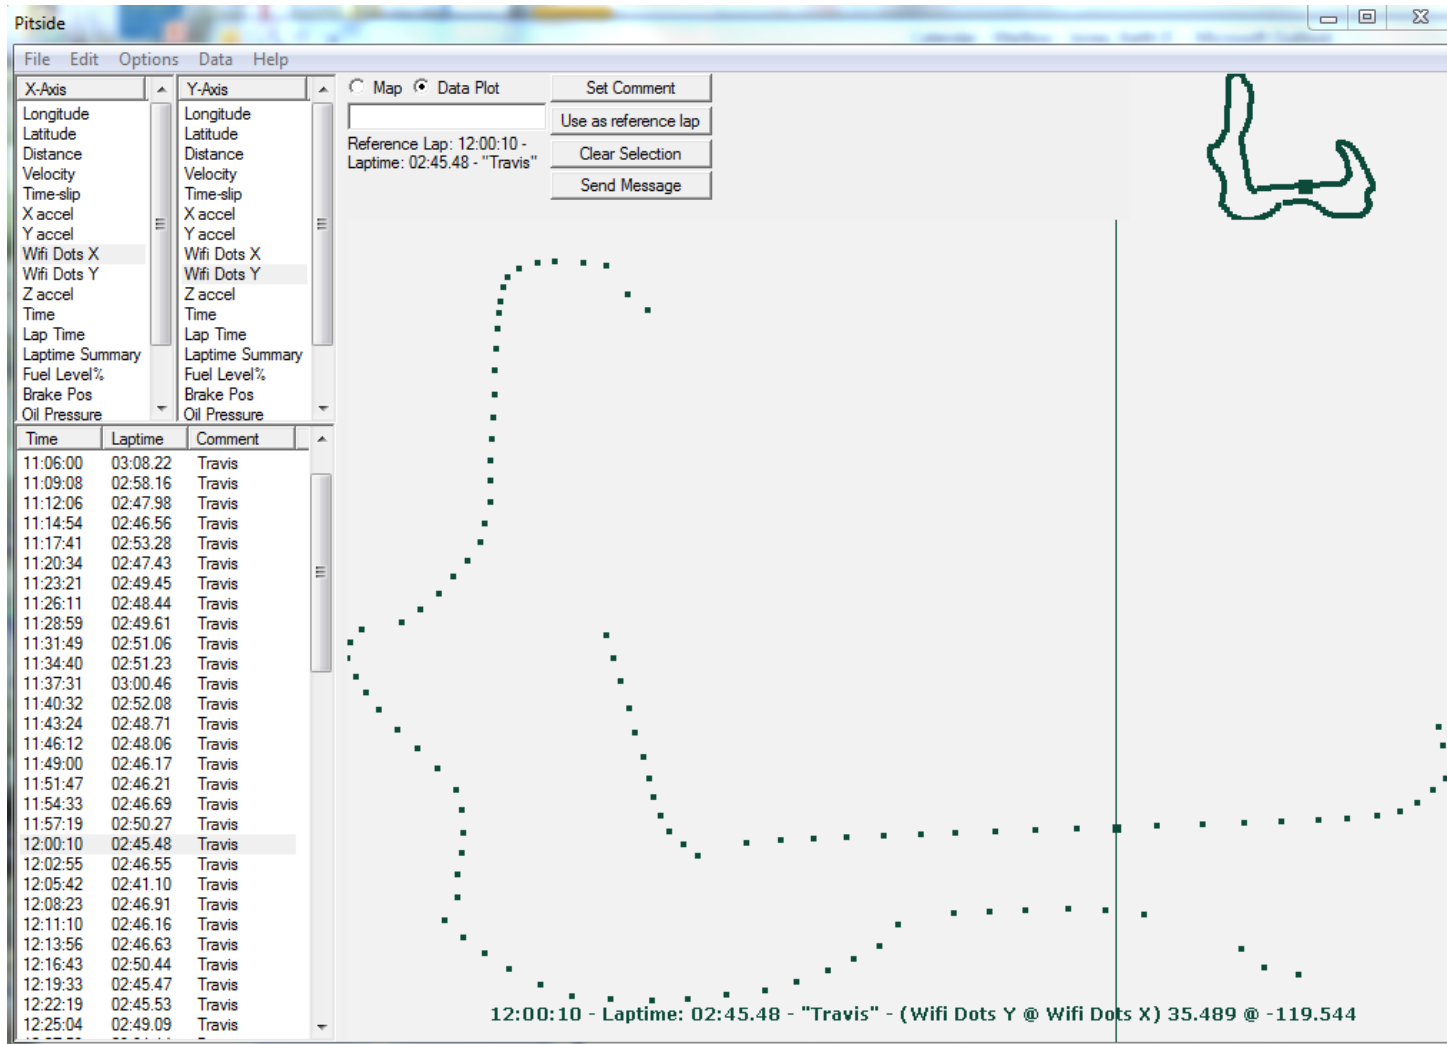 Pitside
File Edit Options Data Help
X-Axis Y-Axis
Longitude Longitude
Latitude Latitude
Distance Distance
Velocity Velocity
Time-slip Time-slip
X accel X accel
Y accel Y accel
Wifi Dots X Wifi Dots X
Wifi Dots Y Wifi Dots Y
Z accel Z accel
Time Time
Lap Time Lap Time
Laptime Summary Laptime Summary
Fuel Level% Fuel Level%
Brake Pos Brake Pos
Oil Pressure Oil Pressure
Map Data Plot
Reference Lap: 12:00:10 -
Laptime: 02:45.48 - "Travis"
Set Comment
Use as reference lap
Clear Selection
Send Message
Time Laptime Comment
11:06:00 03:08.22 Travis
11:09:08 02:58.16 Travis
11:12:06 02:47.98 Travis
11:14:54 02:46.56 Travis
11:17:41 02:53.28 Travis
11:20:34 02:47.43 Travis
11:23:21 02:49.45 Travis
11:26:11 02:48.44 Travis
11:28:59 02:49.61 Travis
11:31:49 02:51.06 Travis
11:34:40 02:51.23 Travis
11:37:31 03:00.46 Travis
11:40:32 02:52.08 Travis
11:43:24 02:48.71 Travis
11:46:12 02:48.06 Travis
11:49:00 02:46.17 Travis
11:51:47 02:46.21 Travis
11:54:33 02:46.69 Travis
11:57:19 02:50.27 Travis
12:00:10 02:45.48 Travis
12:02:55 02:46.55 Travis
12:05:42 02:41.10 Travis
12:08:23 02:46.91 Travis
12:11:10 02:46.16 Travis
12:13:56 02:46.63 Travis
12:16:43 02:50.44 Travis
12:19:33 02:45.47 Travis
12:22:19 02:45.53 Travis
12:25:04 02:49.09 Travis
12:00:10 - Laptime: 02:45.48 - "Travis" - (Wifi Dots Y @ Wifi Dots X) 35.489 @ -119.544